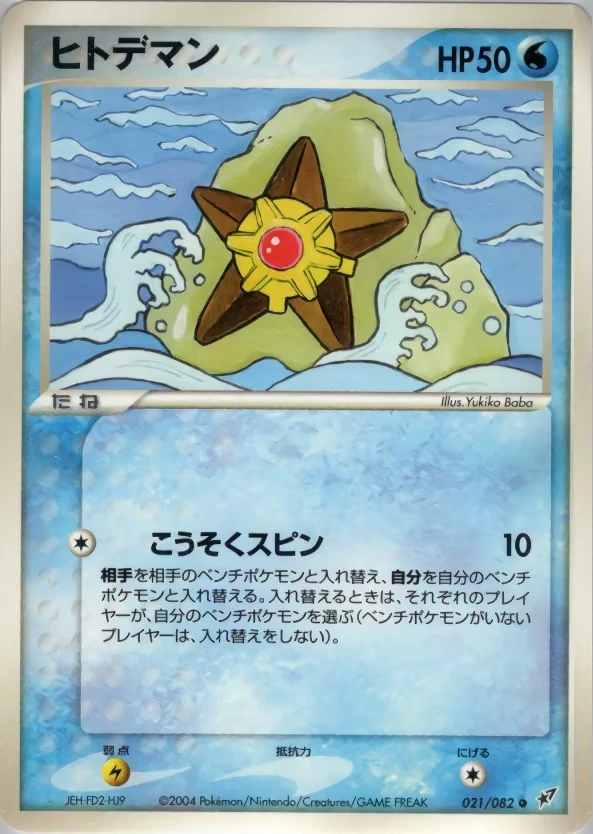 ヒトデマン HP50
たね Illus.Yukiko Baba
こうそくスピン 10
相手を相手のベンチポケモンと入れ替え、自分を自分のベンチ
ポケモンと入れ替える。入れ替えるときは、それぞれのプレイ
ヤーが、自分のベンチポケモンを選ぶ(ベンチポケモンがいない
プレイヤーは、入れ替えをしない)。
弱点 抵抗力 にげる
JEH-FD2-HJ9 ©2004 Pokémon/Nintendo/Creatures/GAME FREAK 021/082